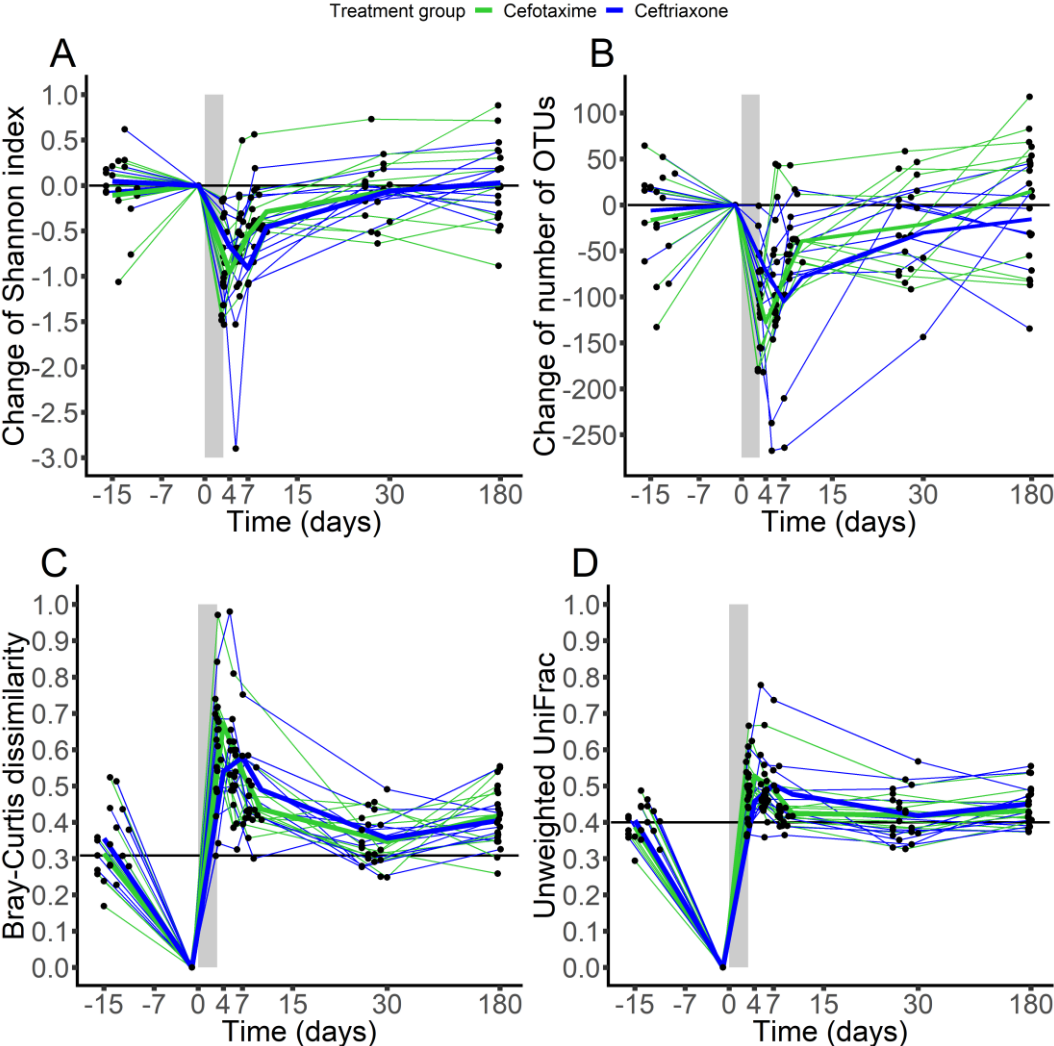 Treatment group Cefotaxime Ceftriaxone
A
Change of Shannon index
1.0
0.5
0.0
-0.5
-1.0
-1.5
-2.0
-2.5
-3.0
-15 -7 0 4 7 15 30 180
Time (days)
B
Change of number of OTUs
100
50
0
-50
-100
-150
-200
-250
-15 -7 0 4 7 15 30 180
Time (days)
C
Bray-Curtis dissimilarity
1.0
0.9
0.8
0.7
0.6
0.5
0.4
0.3
0.2
0.1
0.0
-15 -7 0 4 7 15 30 180
Time (days)
D
Unweighted UniFrac
1.0
0.9
0.8
0.7
0.6
0.5
0.4
0.3
0.2
0.1
0.0
-15 -7 0 4 7 15 30 180
Time (days)